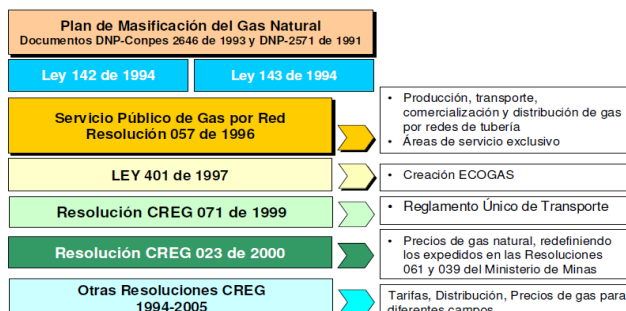 Plan de Masificación del Gas Natural
Documentos DNP-Conpes 2646 de 1993 y DNP-2571 de 1991
Ley 142 de 1994
Ley 143 de 1994
Servicio Público de Gas por Red
Resolución 057 de 1996
• Producción, transporte,
comercialización y distribución de gas
por redes de tubería
• Áreas de servicio exclusivo
LEY 401 de 1997
• Creación ECOGAS
Resolución CREG 071 de 1999
• Reglamento Único de Transporte
Resolución CREG 023 de 2000
• Precios de gas natural, redefiniendo
los expedidos en las Resoluciones
061 y 039 del Ministerio de Minas
Otras Resoluciones CREG
1994-2005
Tarifas, Distribución, Precios de gas para
diferentes campos